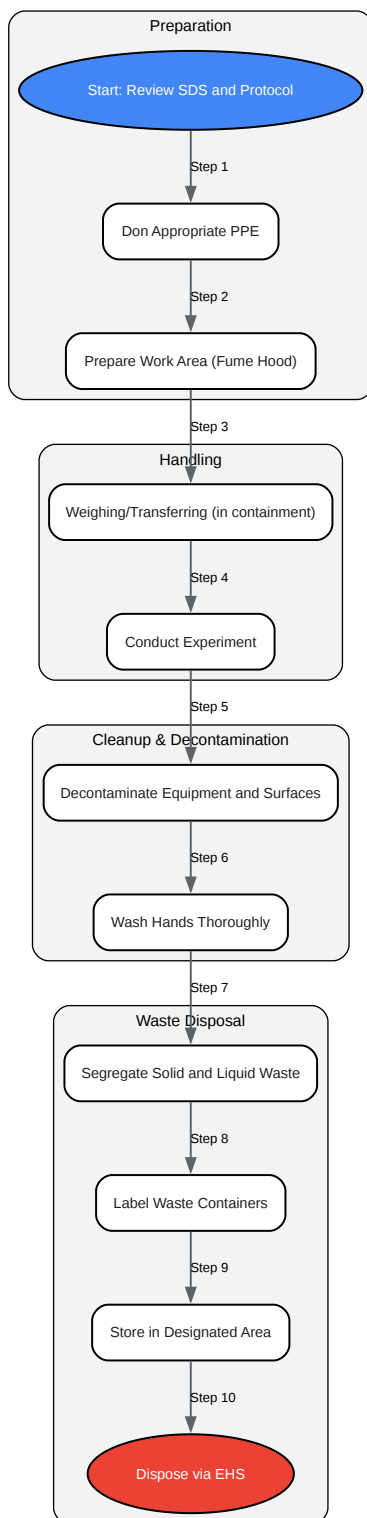 Preparation
Start: Review SDS and Protocol
Step 1
Don Appropriate PPE
Step 2
Prepare Work Area (Fume Hood)
Step 3
Handling
Weighing/Transferring (in containment)
Step 4
Conduct Experiment
Step 5
Cleanup & Decontamination
Decontaminate Equipment and Surfaces
Step 6
Wash Hands Thoroughly
Step 7
Waste Disposal
Segregate Solid and Liquid Waste
Step 8
Label Waste Containers
Step 9
Store in Designated Area
Step 10
Dispose via EHS